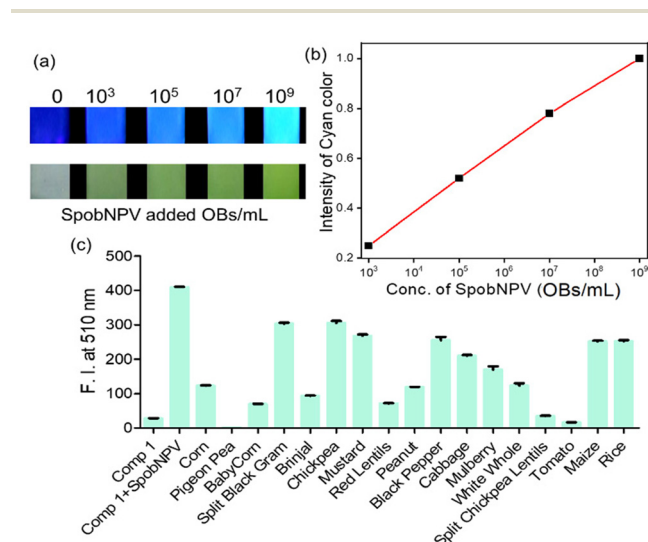 (a)
0 10³ 10⁵ 10⁷ 10⁹
SpobNPV added OBs/mL
(b)
Intensity of Cyan color
1.0
0.8
0.6
0.4
0.2
10³ 10⁴ 10⁵ 10⁶ 10⁷ 10⁸ 10⁹
Conc. of SpobNPV (OBs/mL)
(c)
F. I. at 510 nm
500
400
300
200
100
0
Comp 1
Comp 1+SpobNPV
Corn
Pigeon Pea
BabyCorn
Split Black Gram
Brinjal
Chickpea
Mustard
Red Lentils
Peanut
Black Pepper
Cabbage
Mulberry
White Whole
Split Chickpea Lentils
Tomato
Maize
Rice